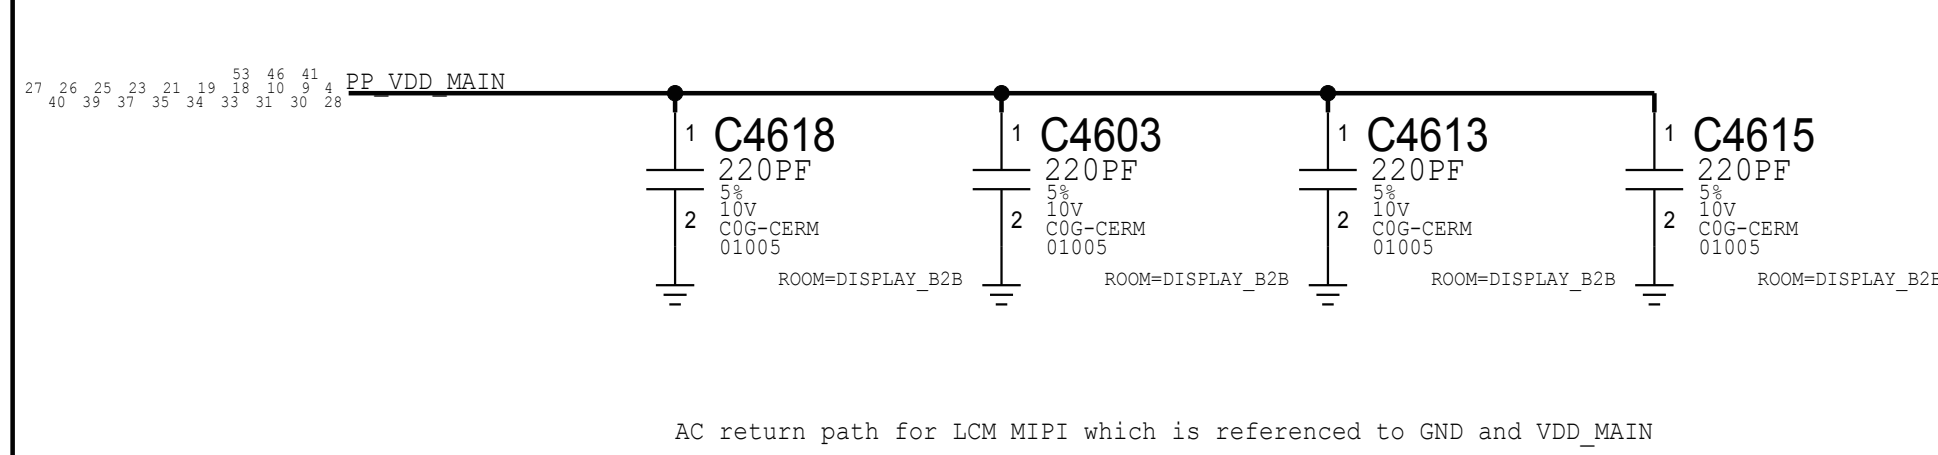 53 46 41
27 26 25 23 21 19 18 10 9 4 PP_VDD_MAIN
40 39 37 35 34 33 31 30 28
1 C4618
220PF
5%
10V
2
C0G-CERM
01005
ROOM=DISPLAY_B2B
1 C4603
220PF
5%
10V
2
C0G-CERM
01005
ROOM=DISPLAY_B2B
1 C4613
220PF
5%
10V
2
C0G-CERM
01005
ROOM=DISPLAY_B2B
1 C4615
220PF
5%
10V
2
C0G-CERM
01005
ROOM=DISPLAY_B2B
AC return path for LCM MIPI which is referenced to GND and VDD_MAIN